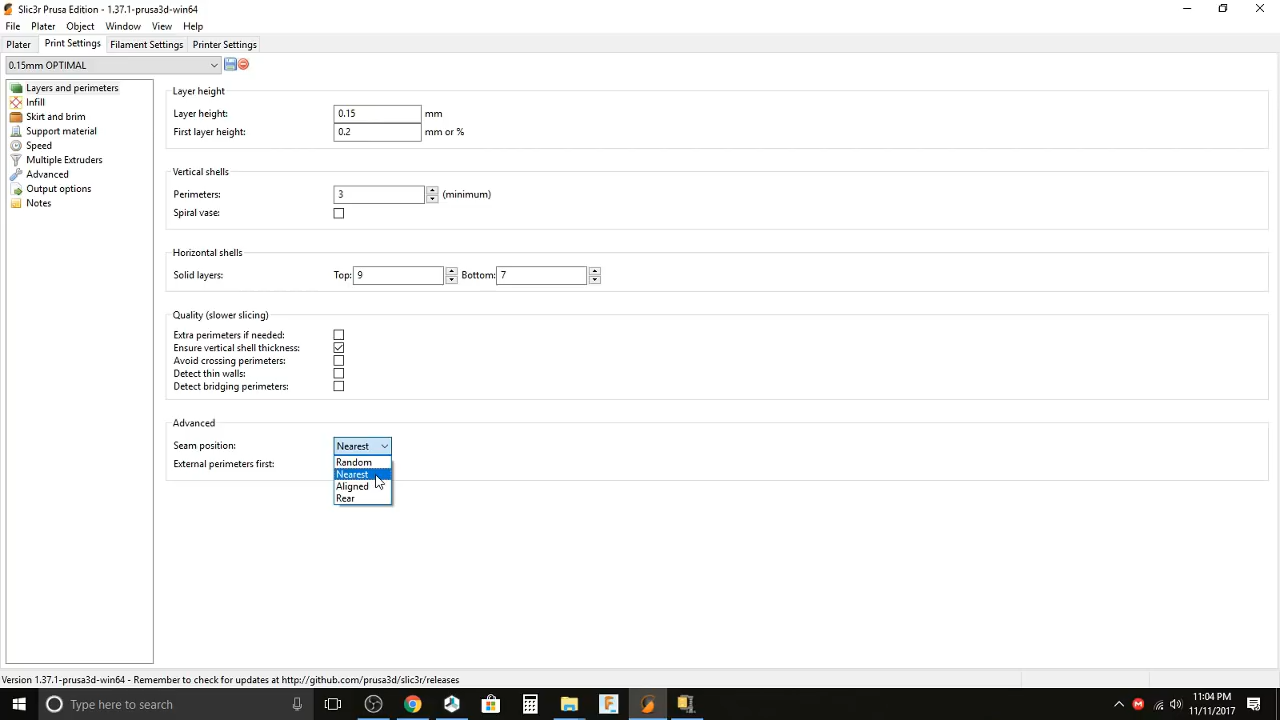 Slic3r Prusa Edition - 1.37.1-prusa3d-win64
File Plater Object Window View Help
Plater Print Settings Filament Settings Printer Settings
0.15mm OPTIMAL
Layers and perimeters
Infill
Skirt and brim
Support material
Speed
Multiple Extruders
Advanced
Output options
Notes
Layer height
Layer height: 0.15 mm
First layer height: 0.2 mm or %
Vertical shells
Perimeters: 3 (minimum)
Spiral vase:
Horizontal shells
Solid layers: Top: 9 Bottom: 7
Quality (slower slicing)
Extra perimeters if needed:
Ensure vertical shell thickness:
Avoid crossing perimeters:
Detect thin walls:
Detect bridging perimeters:
Advanced
Seam position: Nearest
External perimeters first:
Random
Nearest
Aligned
Rear
Version 1.37.1-prusa3d-win64 - Remember to check for updates at http://github.com/prusa3d/slic3r/releases
Type here to search
11:04 PM
11/11/2017